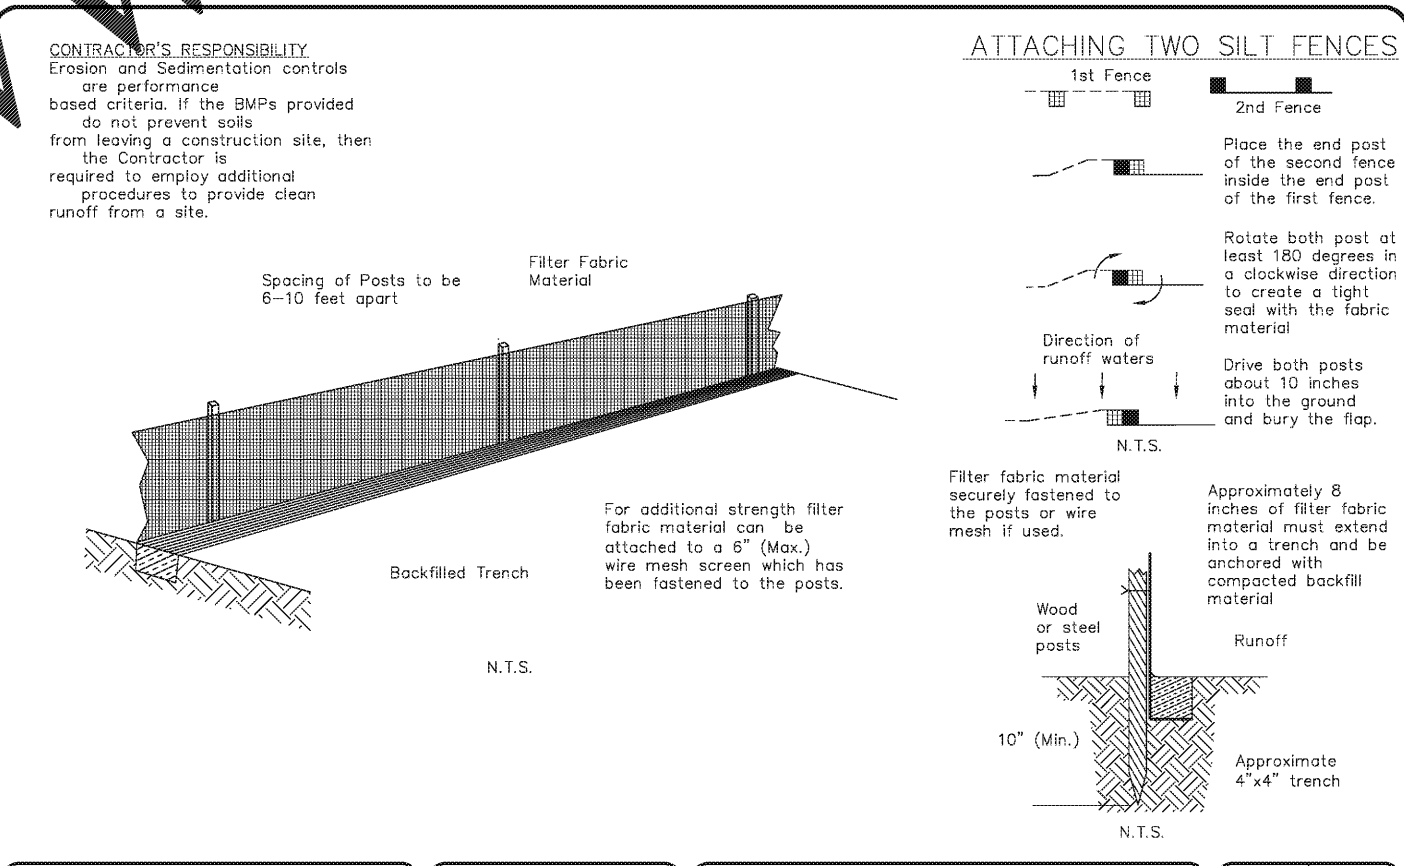 CONTRACTOR'S RESPONSIBILITY
Erosion and Sedimentation controls
are performance
based criteria. If the BMPs provided
do not prevent soils
from leaving a construction site, then
the Contractor is
required to employ additional
procedures to provide clean
runoff from a site.
Spacing of Posts to be
6-10 feet apart
Filter Fabric
Material
Backfilled Trench
For additional strength filter
fabric material can be
attached to a 6" (Max.)
wire mesh screen which has
been fastened to the posts.
N.T.S.
ATTACHING TWO SILT FENCES
1st Fence
2nd Fence
Place the end post
of the second fence
inside the end post
of the first fence.
Rotate both post at
least 180 degrees in
a clockwise direction
to create a tight
seal with the fabric
material
Direction of
runoff waters
Drive both posts
about 10 inches
into the ground
and bury the flap.
N.T.S.
Filter fabric material
securely fastened to
the posts or wire
mesh if used.
Approximately 8
inches of filter fabric
material must extend
into a trench and be
anchored with
compacted backfill
material
Wood
or steel
posts
Runoff
10" (Min.)
Approximate
4"x4" trench
N.T.S.